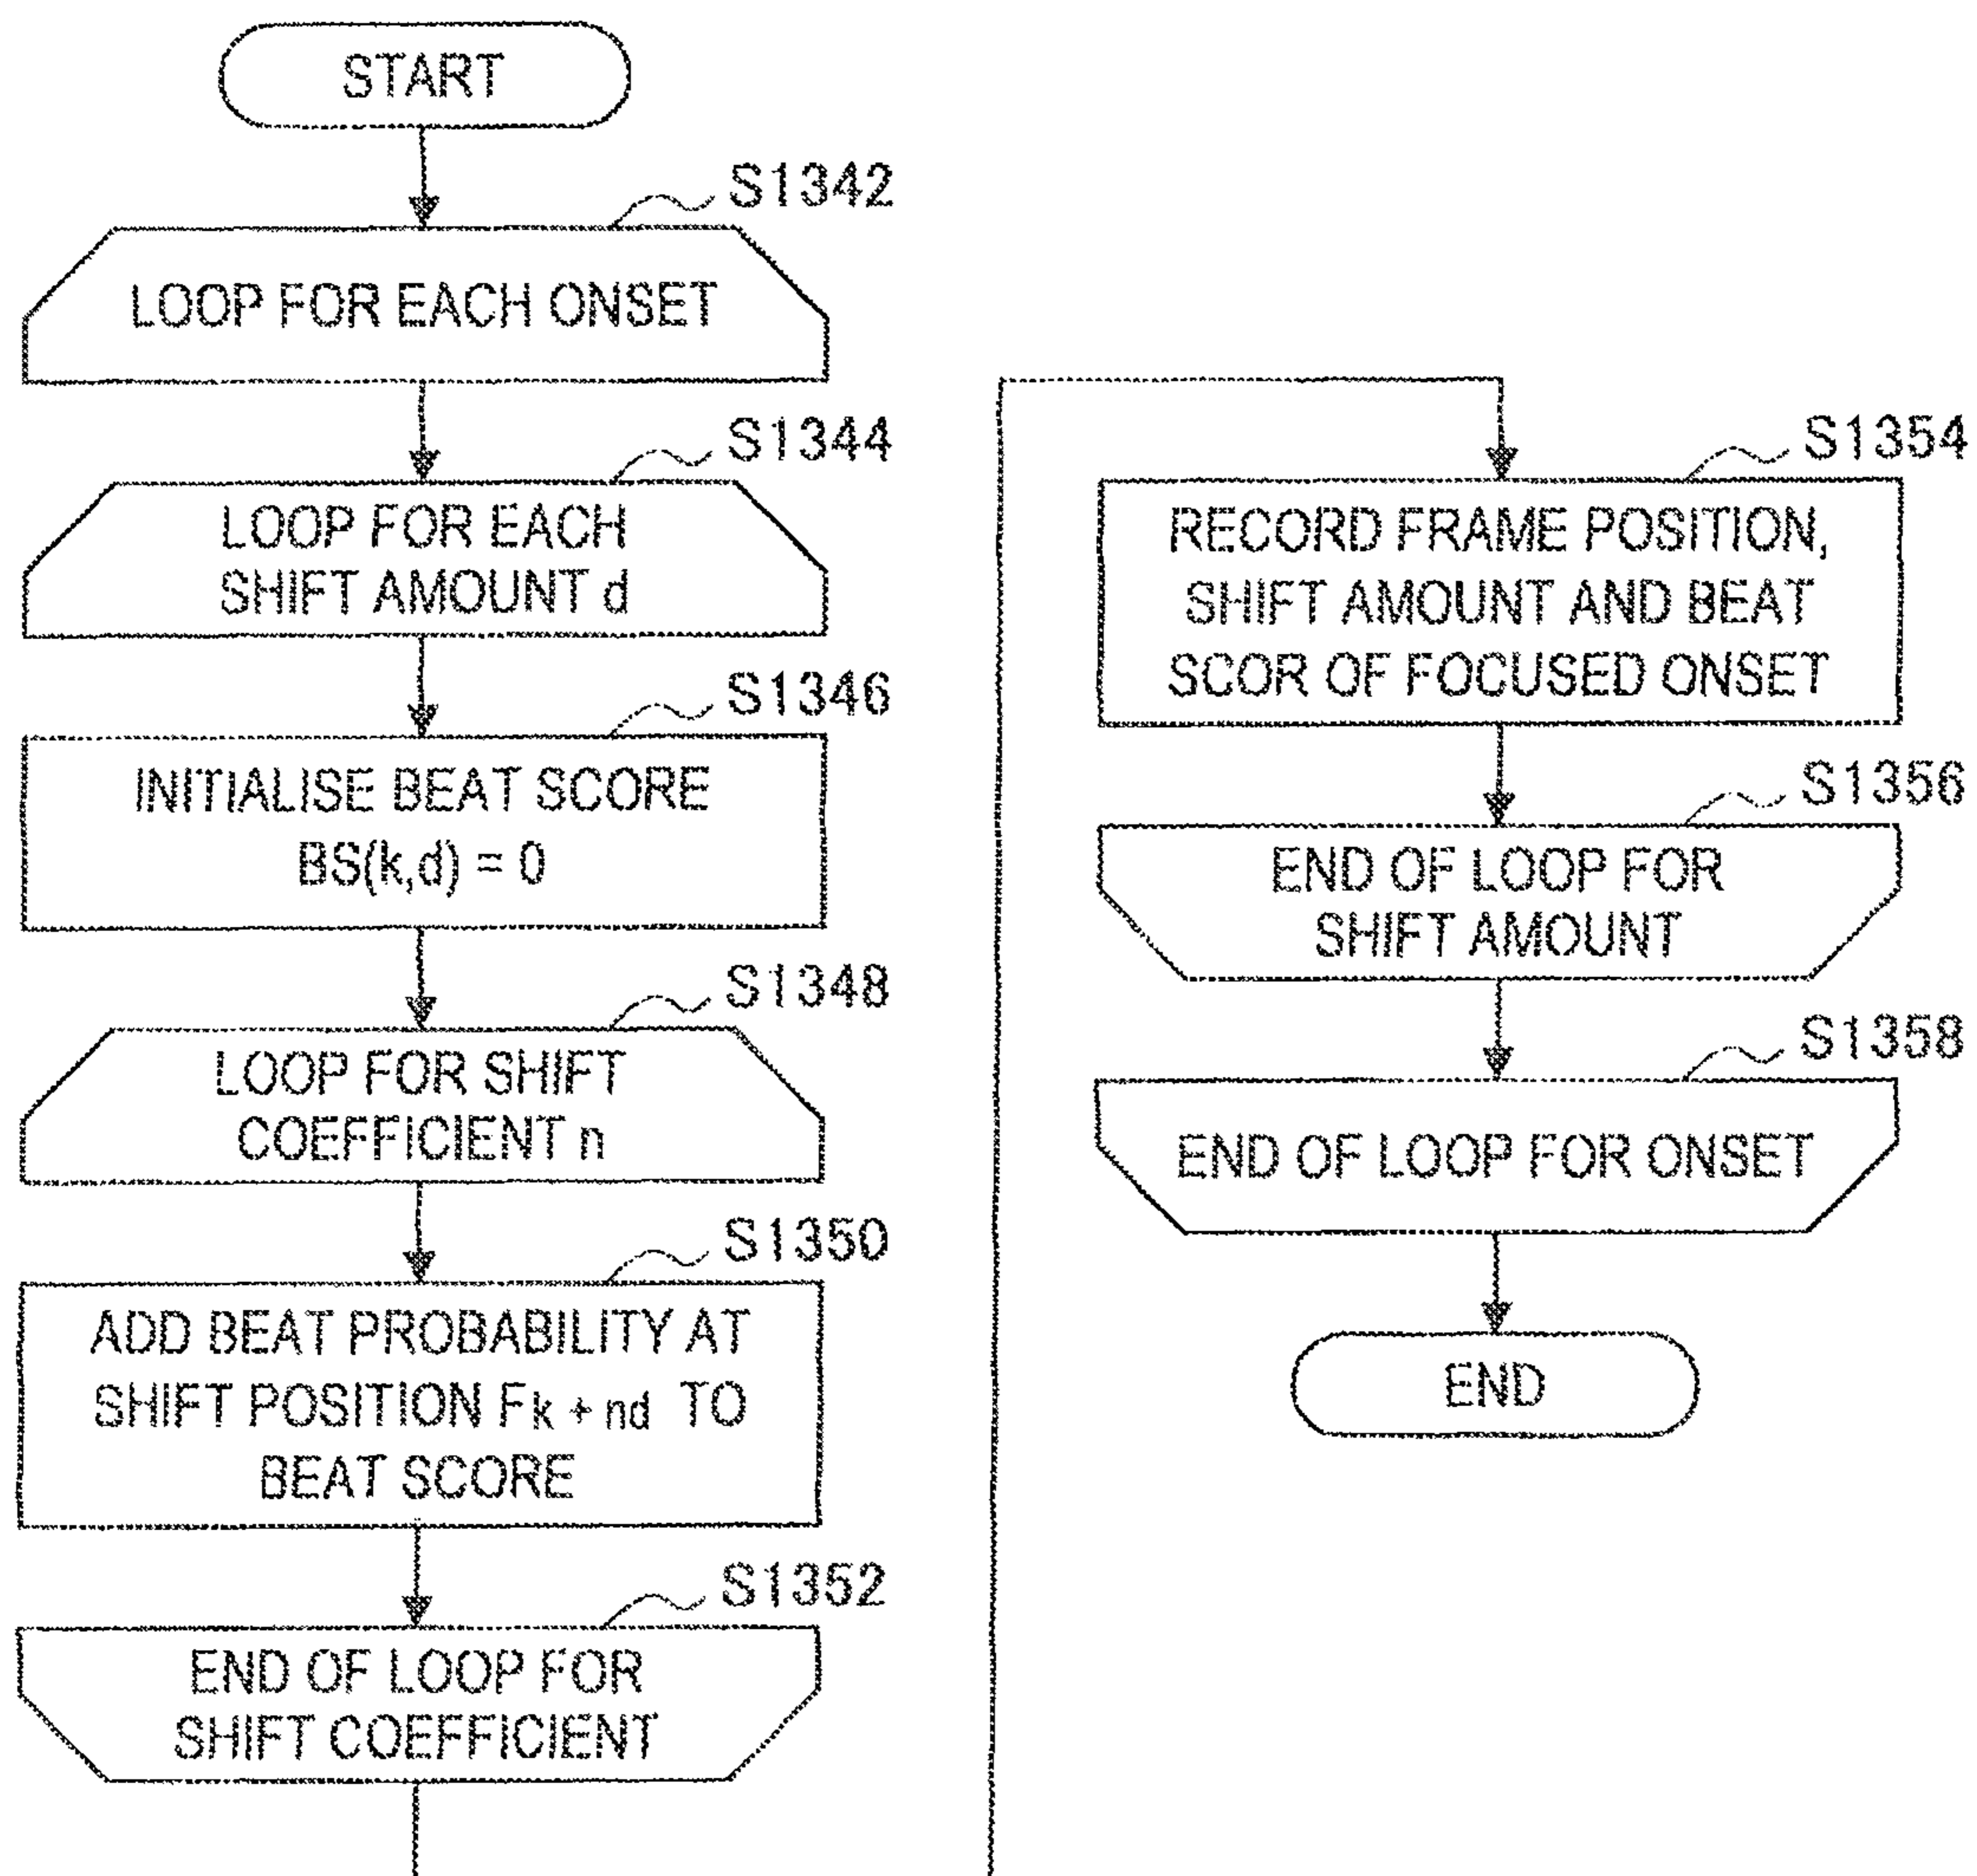 START
S1342
LOOP FOR EACH ONSET
S1344
LOOP FOR EACH
SHIFT AMOUNT d
S1346
INITIALISE BEAT SCORE
BS(k,d) = 0
S1348
LOOP FOR SHIFT
COEFFICIENT n
S1350
ADD BEAT PROBABILITY AT
SHIFT POSITION Fk + nd TO
BEAT SCORE
S1352
END OF LOOP FOR
SHIFT COEFFICIENT
S1354
RECORD FRAME POSITION,
SHIFT AMOUNT AND BEAT
SCOR OF FOCUSED ONSET
S1356
END OF LOOP FOR
SHIFT AMOUNT
S1358
END OF LOOP FOR ONSET
END